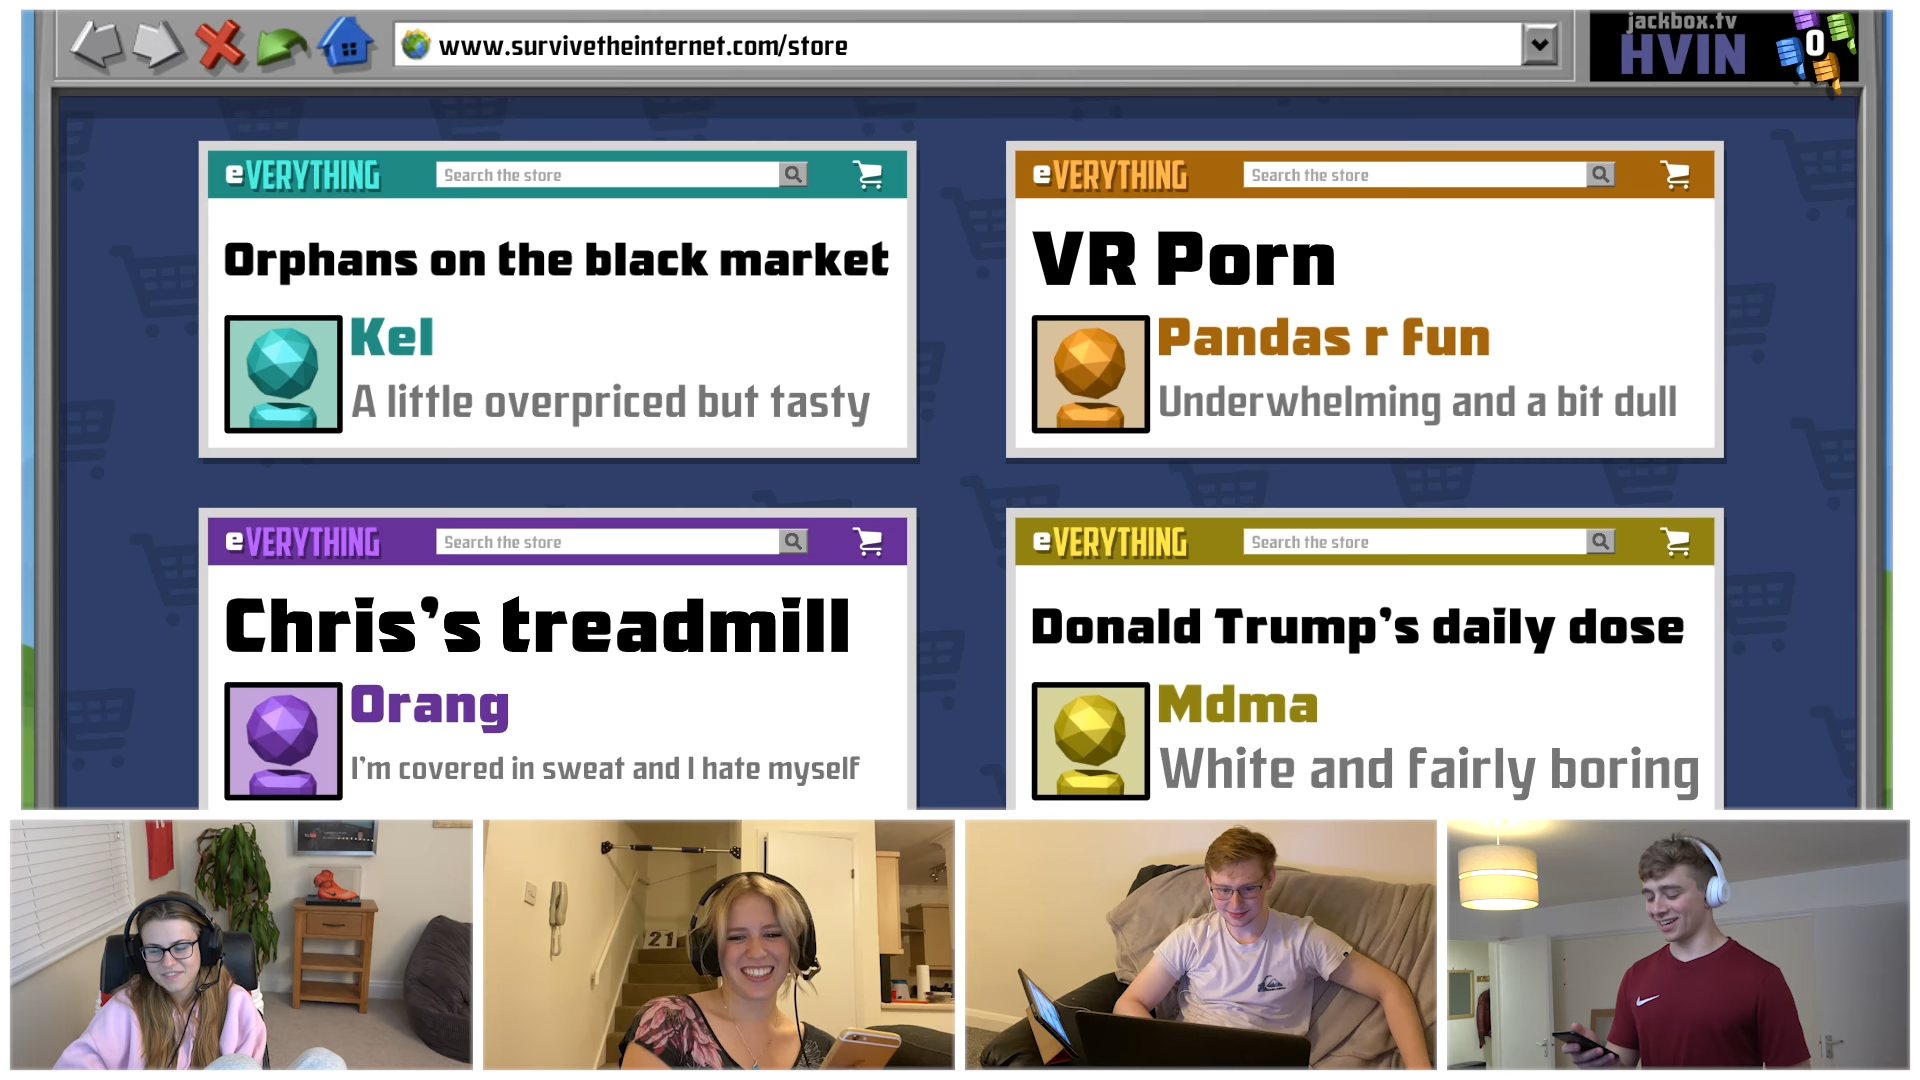 www.survivetheinternet.com/store
jackbox.tv
HVIN
0
eVERYTHING
Search the store
Orphans on the black market
Kel
A little overpriced but tasty
eVERYTHING
Search the store
VR Porn
Pandas r fun
Underwhelming and a bit dull
eVERYTHING
Search the store
Chris's treadmill
Orang
I'm covered in sweat and I hate myself
eVERYTHING
Search the store
Donald Trump's daily dose
Mdma
White and fairly boring
21